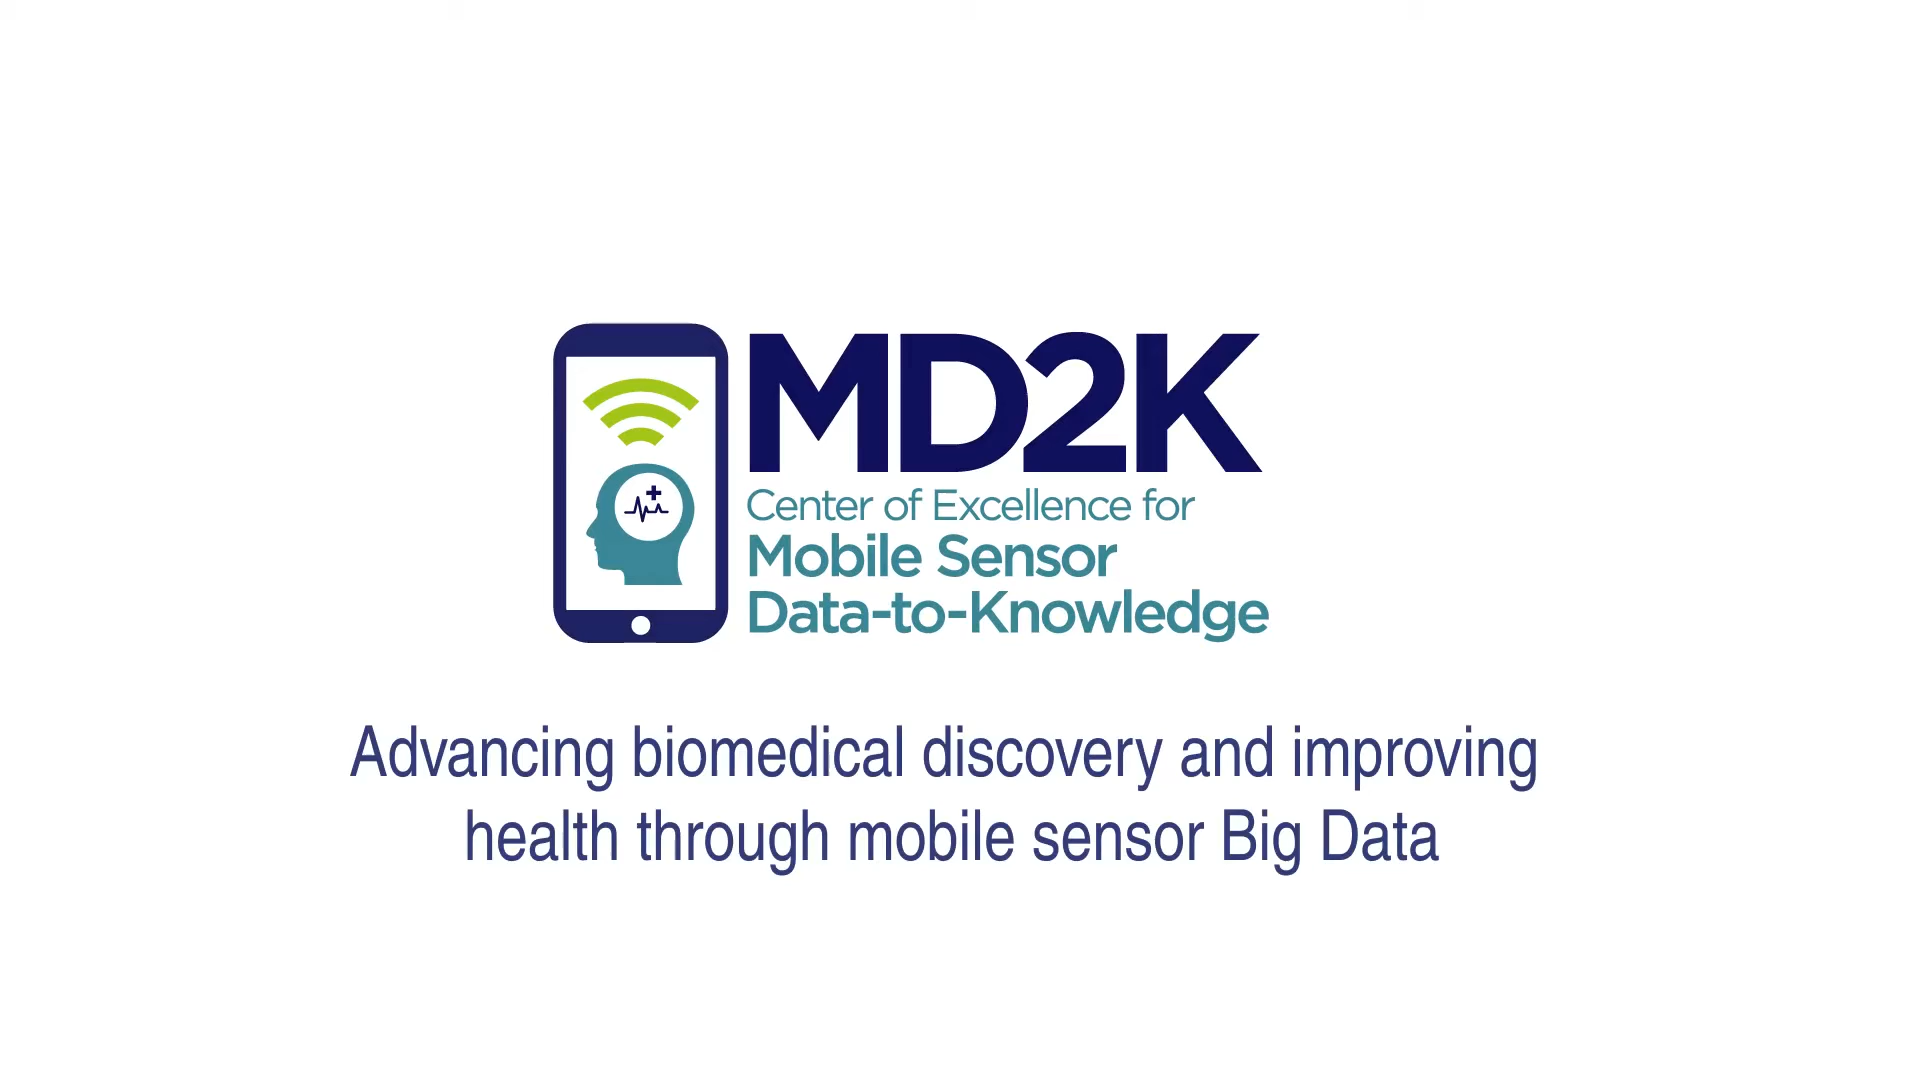 MD2K
Center of Excellence for
Mobile Sensor
Data-to-Knowledge
Advancing biomedical discovery and improving
health through mobile sensor Big Data